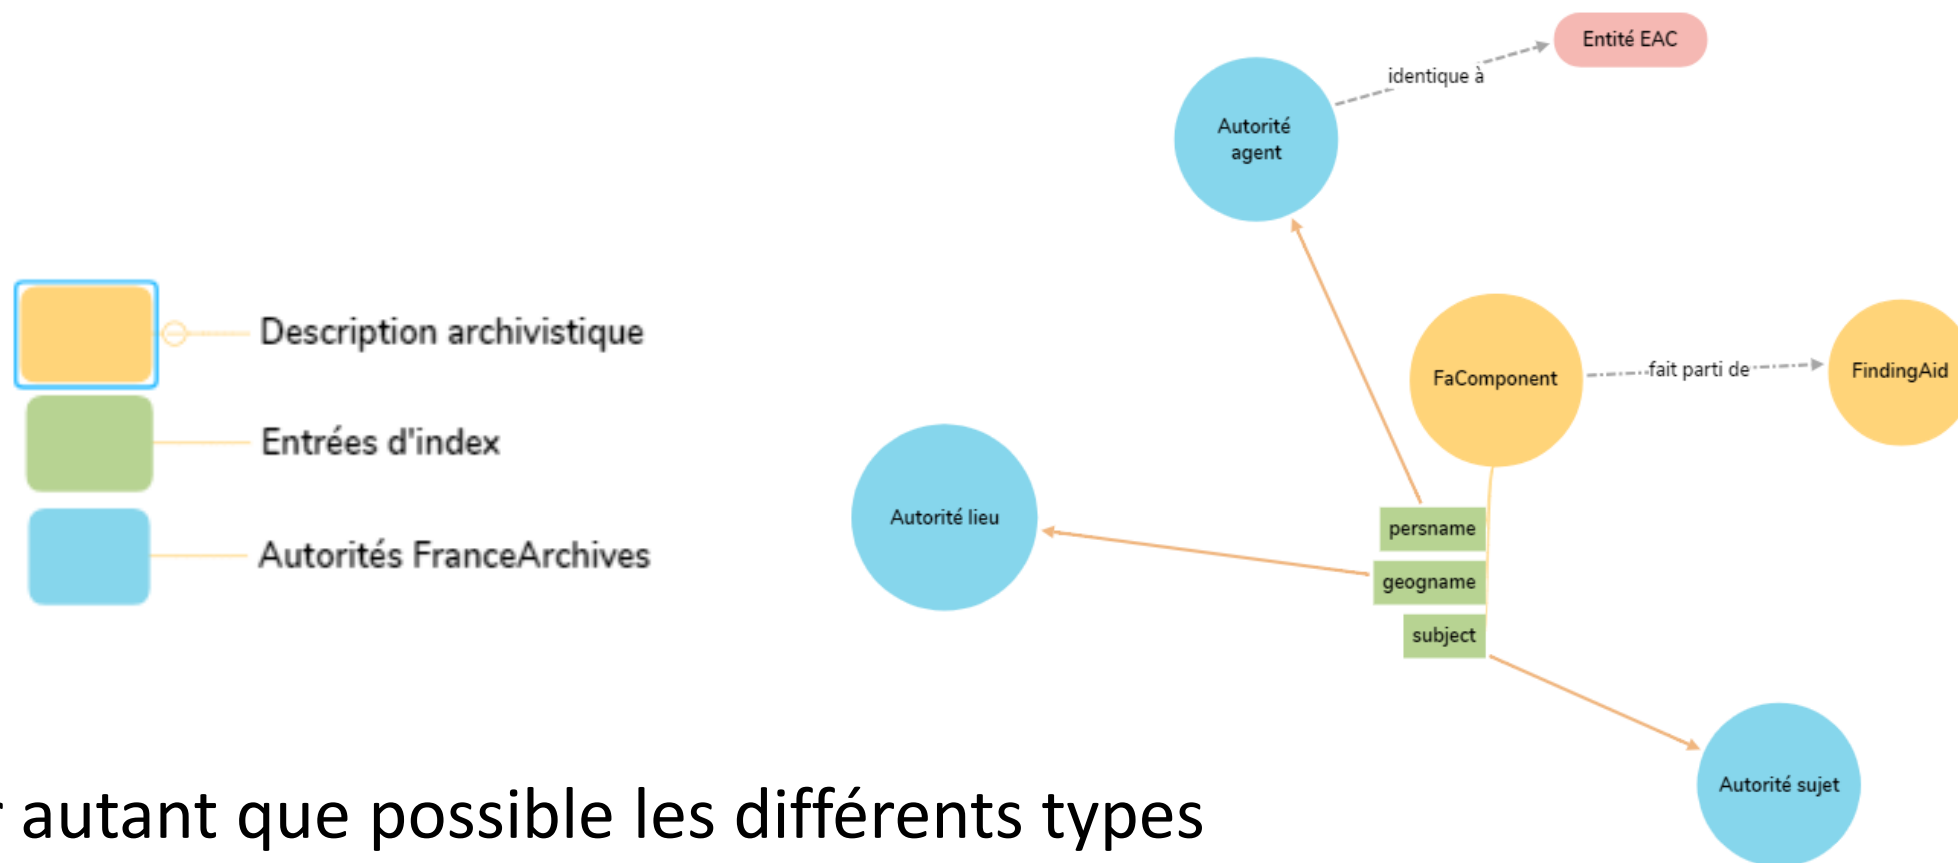 Entité EAC
identique à
Autorité
agent
Description archivistique
Entrées d'index
Autorités FranceArchives
FaComponent
fait parti de
FindingAid
Autorité lieu
persname
geogname
subject
Autorité sujet
autant que possible les différents types